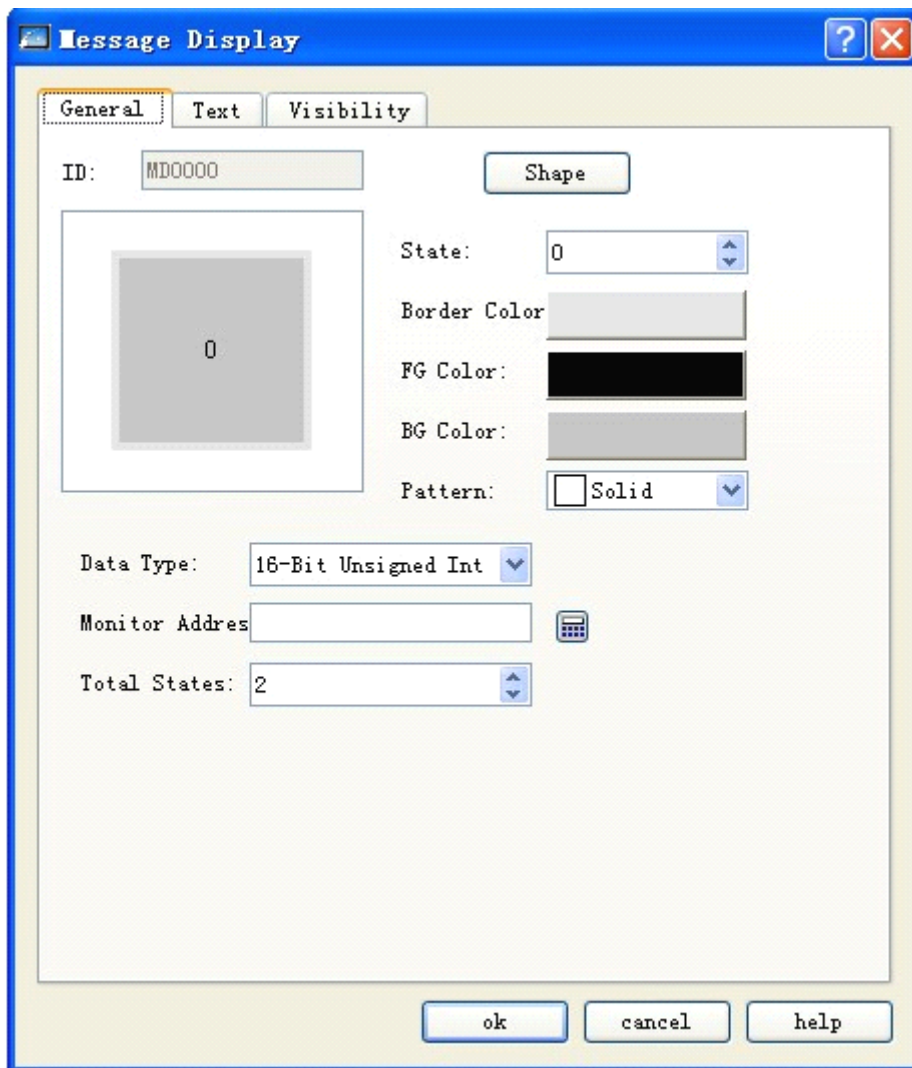 Message Display
General Text Visibility
ID: MD0000 Shape
0
State: 0
Border Color
FG Color:
BG Color:
Pattern: Solid
Data Type: 16-Bit Unsigned Int
Monitor Addres
Total States: 2
ok cancel help